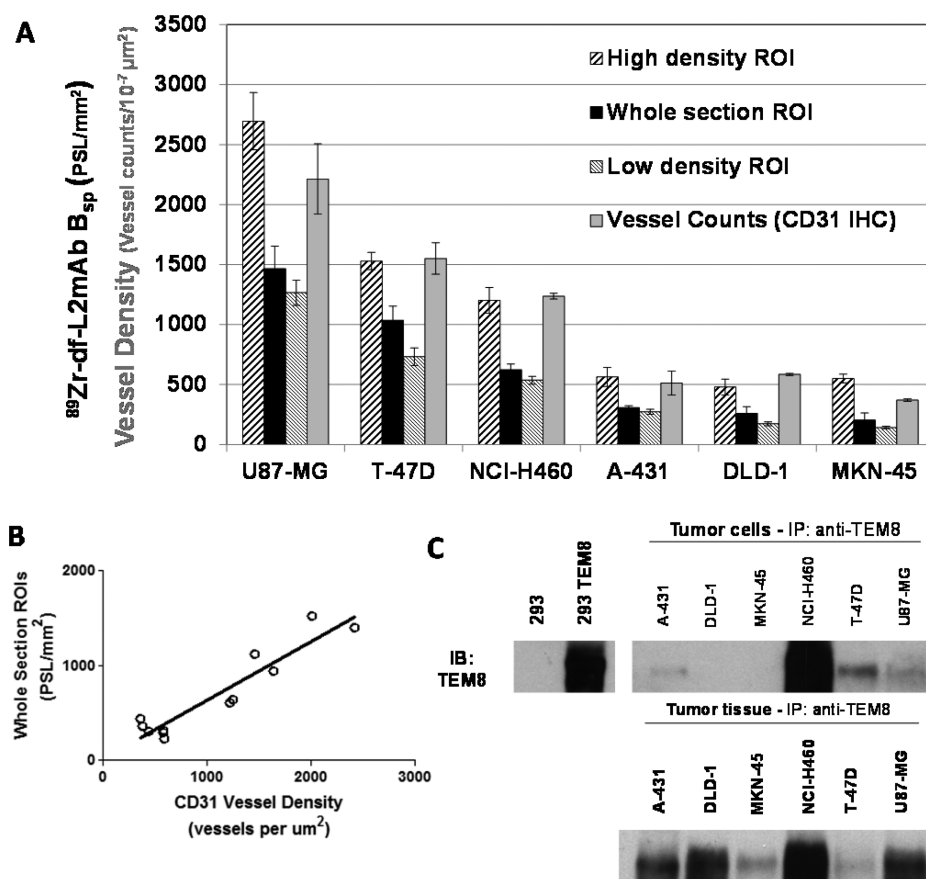 A
⁸⁹Zr-df-L2mAb Bsp (PSL/mm²)
Vessel Density (Vessel counts/10⁻⁷ µm²)
3500
3000
2500
2000
1500
1000
500
0
High density ROI
Whole section ROI
Low density ROI
Vessel Counts (CD31 IHC)
U87-MG T-47D NCI-H460 A-431 DLD-1 MKN-45
B
Whole Section ROIs
(PSL/mm²)
2000
1000
0
0 1000 2000 3000
CD31 Vessel Density
(vessels per um²)
C
293
293 TEM8
Tumor cells - IP: anti-TEM8
A-431
DLD-1
MKN-45
NCI-H460
T-47D
U87-MG
IB:
TEM8
Tumor tissue - IP: anti-TEM8
A-431
DLD-1
MKN-45
NCI-H460
T-47D
U87-MG